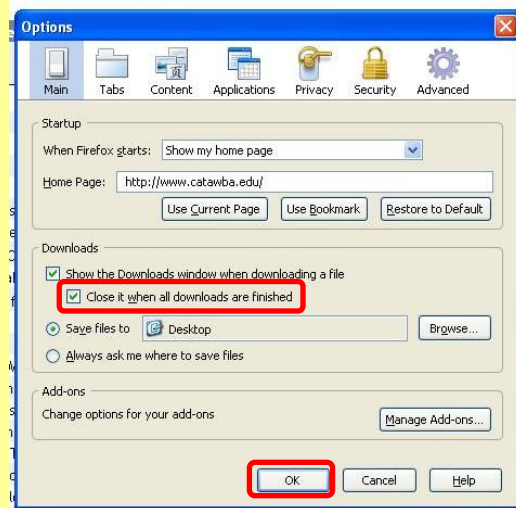 Options
Main Tabs Content Applications Privacy Security Advanced
Startup
When Firefox starts: Show my home page
Home Page: http://www.catawba.edu/
Use Current Page Use Bookmark Restore to Default
Downloads
Show the Downloads window when downloading a file
Close it when all downloads are finished
Save files to Desktop Browse...
Always ask me where to save files
Add-ons
Change options for your add-ons Manage Add-ons...
OK Cancel Help